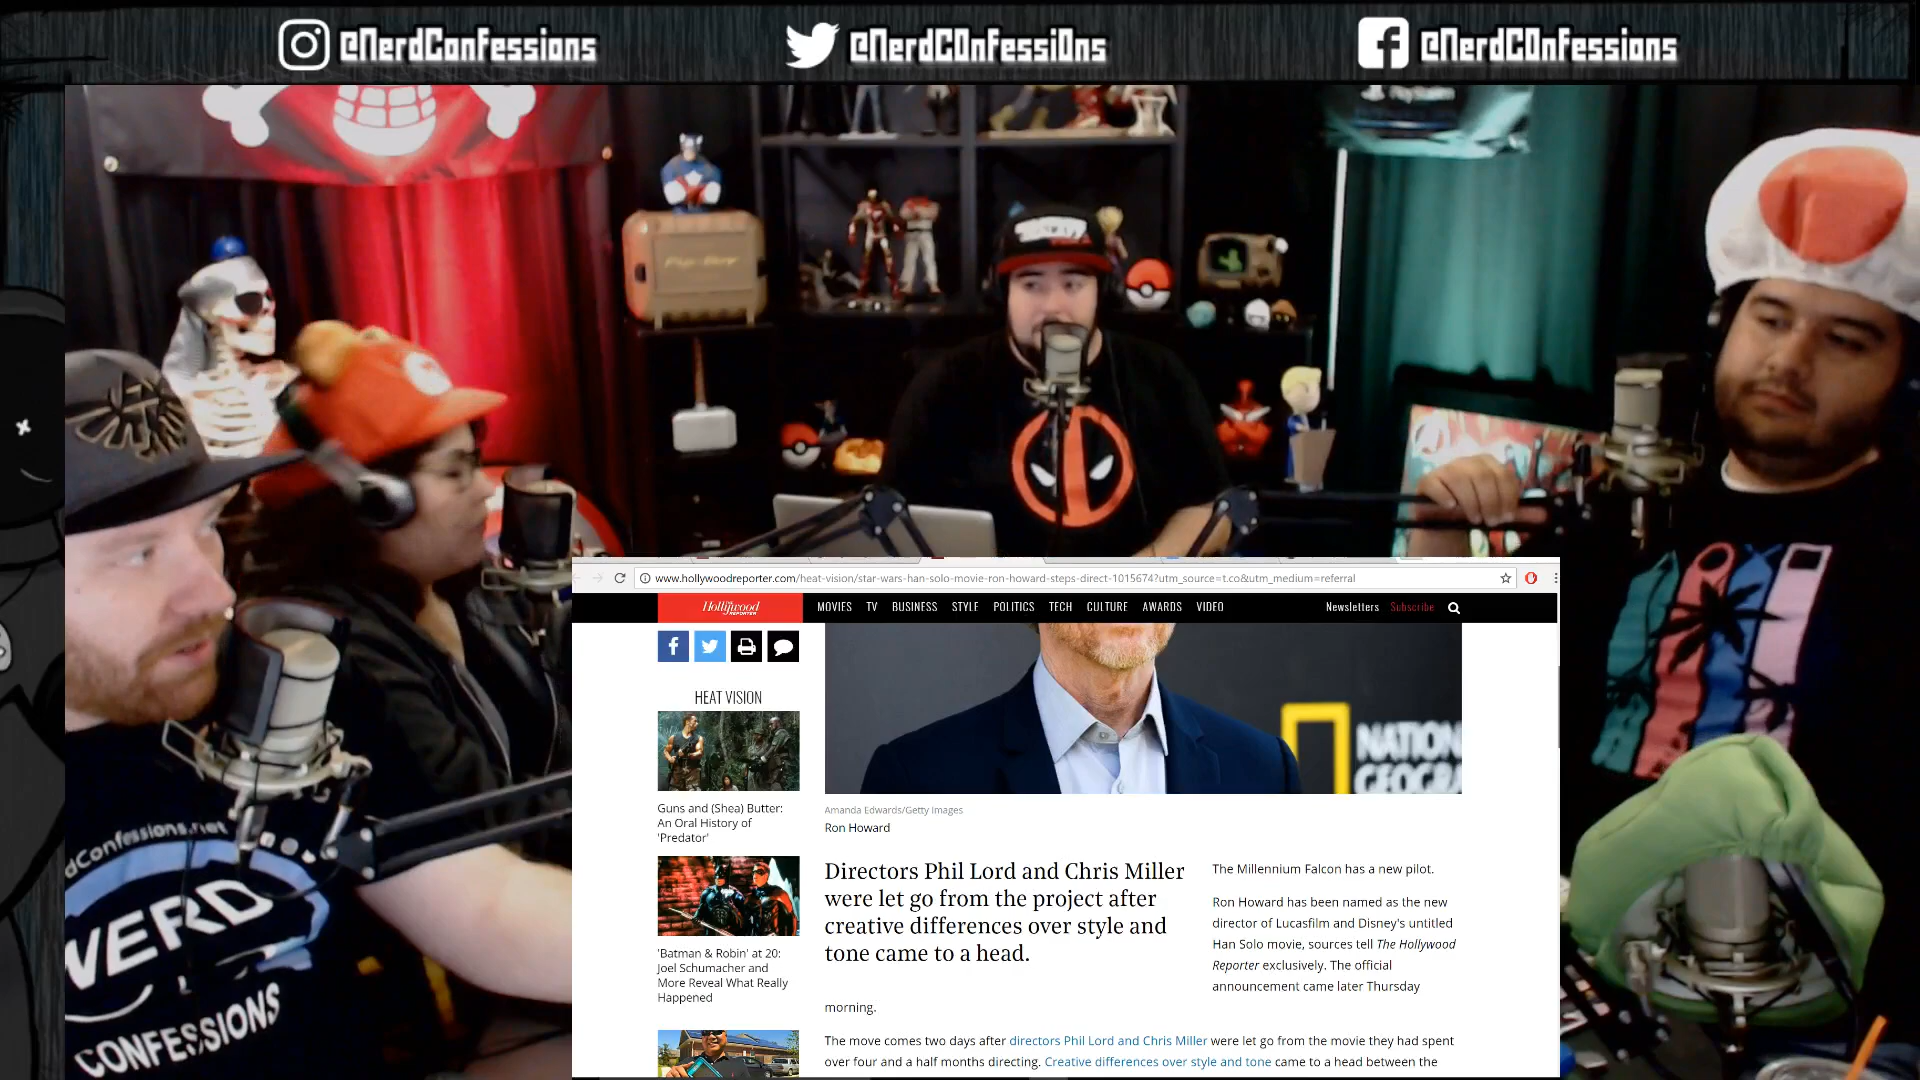 @NerdConfessions
@NerdC0nfessi0ns
@NerdC0nfessions
www.hollywoodreporter.com/heat-vision/star-wars-han-solo-movie-ron-howard-steps-direct-1015674?utm_source=t.co&utm_medium=referral
Hollywood
REPORTER
MOVIES TV BUSINESS STYLE POLITICS TECH CULTURE AWARDS VIDEO
Newsletters Subscribe
HEAT VISION
Guns and (Shea) Butter:
An Oral History of
'Predator'
'Batman & Robin' at 20:
Joel Schumacher and
More Reveal What Really
Happened
NATION
GEOGRA
Amanda Edwards/Getty Images
Ron Howard
Directors Phil Lord and Chris Miller
were let go from the project after
creative differences over style and
tone came to a head.
The Millennium Falcon has a new pilot.
Ron Howard has been named as the new
director of Lucasfilm and Disney's untitled
Han Solo movie, sources tell The Hollywood
Reporter exclusively. The official
announcement came later Thursday
morning.
The move comes two days after directors Phil Lord and Chris Miller were let go from the movie they had spent
over four and a half months directing. Creative differences over style and tone came to a head between the
dConfessions.net
NERD
CONFESSIONS